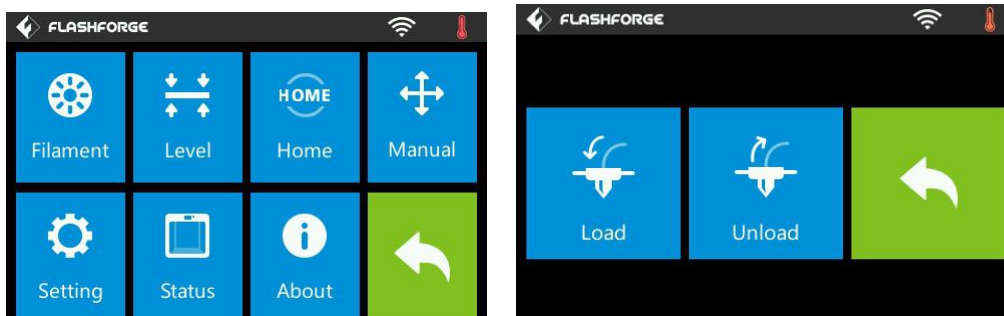 FLASHFORGE
HOME
Filament Level Home Manual
Setting Status About
FLASHFORGE
Load Unload